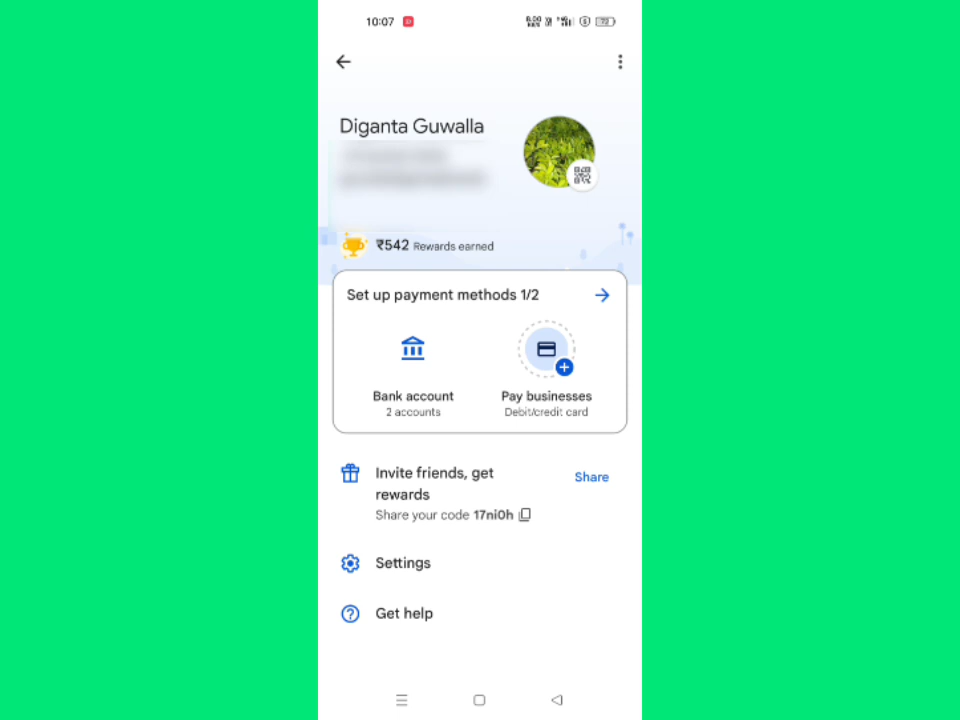 10:07
72
Diganta Guwalla
₹542 Rewards earned
Set up payment methods 1/2
Bank account
2 accounts
Pay businesses
Debit/credit card
Invite friends, get
rewards
Share
Share your code 17ni0h
Settings
Get help